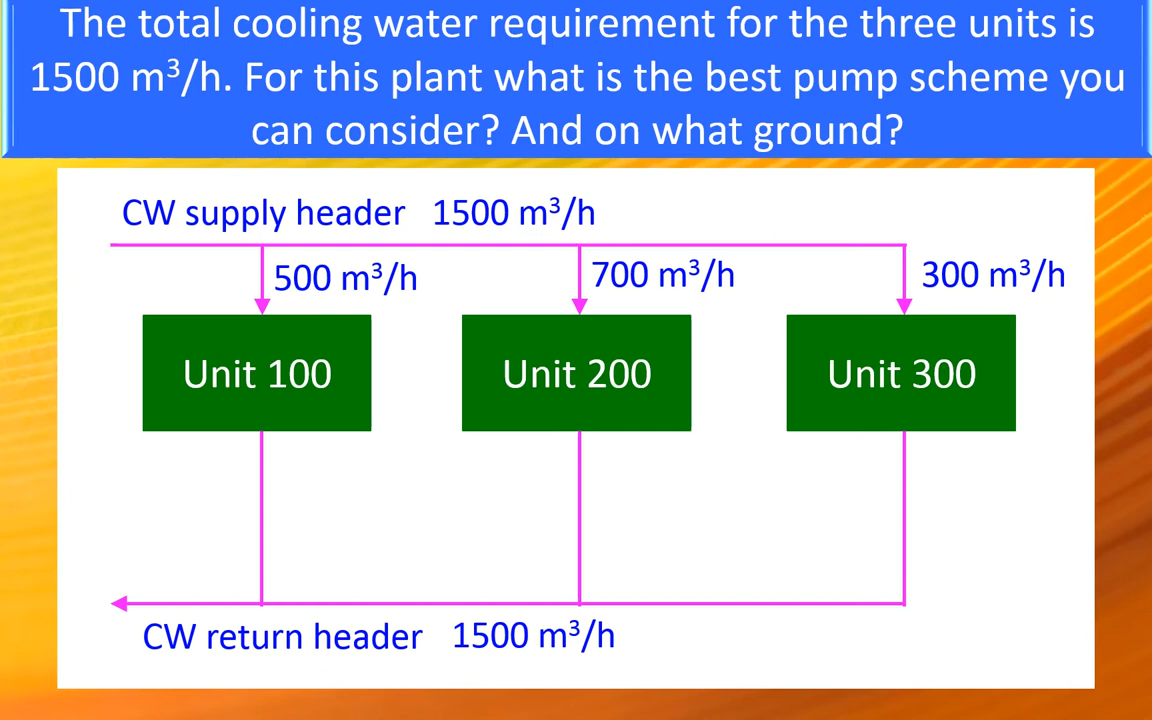 The total cooling water requirement for the three units is
1500 m³/h. For this plant what is the best pump scheme you
can consider? And on what ground?
CW supply header 1500 m³/h
500 m³/h
700 m³/h
300 m³/h
Unit 100
Unit 200
Unit 300
CW return header 1500 m³/h